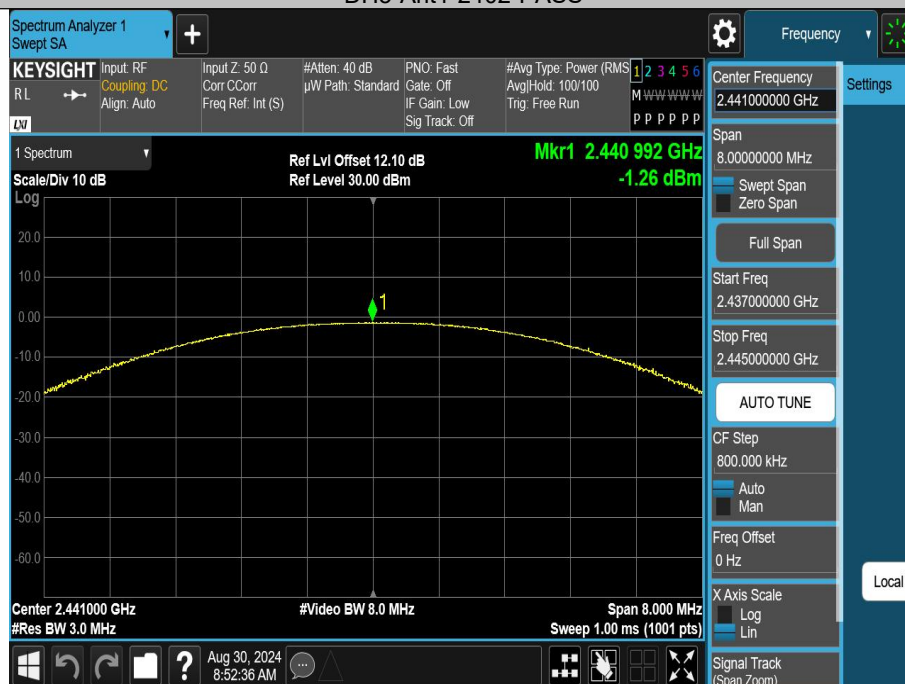 Spectrum Analyzer 1
Swept SA
Frequency
KEYSIGHT
RL
LXI
Input: RF
Coupling: DC
Align: Auto
Input Z: 50 Ω
Corr CCorr
Freq Ref: Int (S)
#Atten: 40 dB
µW Path: Standard
PNO: Fast
Gate: Off
IF Gain: Low
Sig Track: Off
#Avg Type: Power (RMS
Avg|Hold: 100/100
Trig: Free Run
1 2 3 4 5 6
M W W W W W
P P P P P P
Center Frequency
2.441000000 GHz
Settings
Span
8.00000000 MHz
Swept Span
Zero Span
Full Span
Start Freq
2.437000000 GHz
Stop Freq
2.445000000 GHz
AUTO TUNE
CF Step
800.000 kHz
Auto
Man
Freq Offset
0 Hz
X Axis Scale
Log
Lin
Local
Signal Track
(Span Zoom)
1 Spectrum
Scale/Div 10 dB
Log
Ref Lvl Offset 12.10 dB
Ref Level 30.00 dBm
Mkr1 2.440 992 GHz
-1.26 dBm
20.0
10.0
1
0.00
-10.0
-20.0
-30.0
-40.0
-50.0
-60.0
Center 2.441000 GHz
#Res BW 3.0 MHz
#Video BW 8.0 MHz
Span 8.000 MHz
Sweep 1.00 ms (1001 pts)
Aug 30, 2024
8:52:36 AM